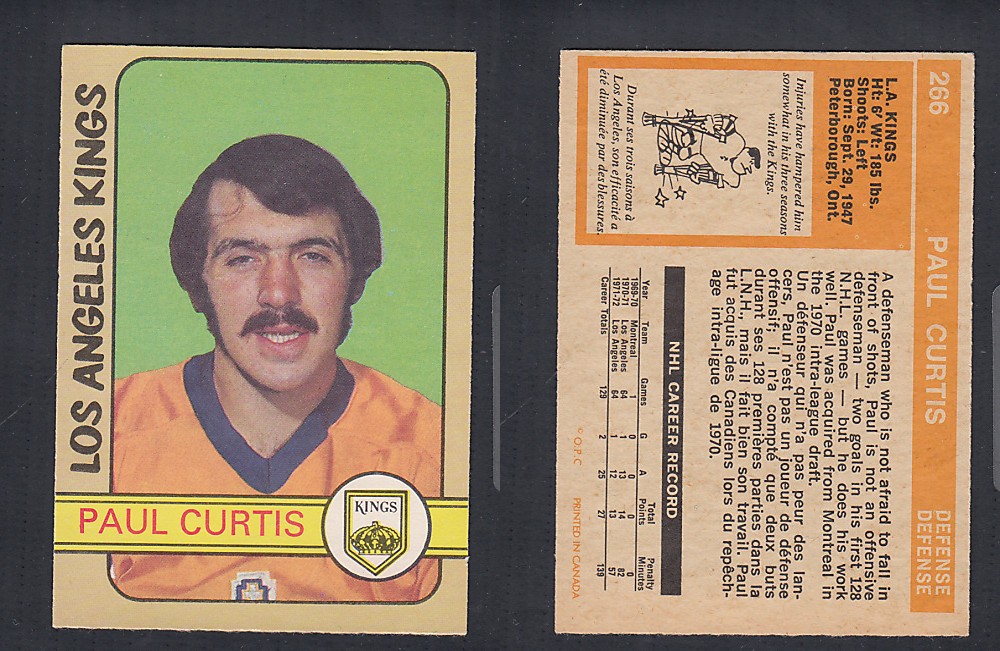 LOS ANGELES KINGS
PAUL CURTIS
KINGS
266 PAUL CURTIS DEFENSE
DEFENSE
L.A. KINGS
Ht: 6' Wt: 185 lbs.
Shoots: Left
Born: Sept. 29, 1947
Peterborough, Ont.
Injuries have hampered him
somewhat in his three seasons
with the Kings.
Durant ses trois saisons à
Los Angeles, son efficacité a
été diminuée par des blessures.
A defenseman who is not afraid to fall in
front of shots, Paul is not an offensive
defenseman — two goals in his first 128
N.H.L. games — but he does his work
well. Paul was acquired from Montreal in
the 1970 intra-league draft
Un défenseur qui n'a pas peur des lan-
cers, Paul n'est pas un joueur de défense
offensif; il n'a compté que deux buts
durant ses 128 premières parties dans la
L.N.H., mais il fait bien son travail. Paul
fut acquis des Canadiens lors du repêch-
age intra-ligue de 1970.
NHL CAREER RECORD
Year Team Games G A Total Points Penalty Minutes
1969-70 Montreal 1 0 0 0 0
1970-71 Los Angeles 64 1 13 14 82
1971-72 Los Angeles 64 1 12 13 57
Career Totals 129 2 25 27 139
© O.P.C. PRINTED IN CANADA